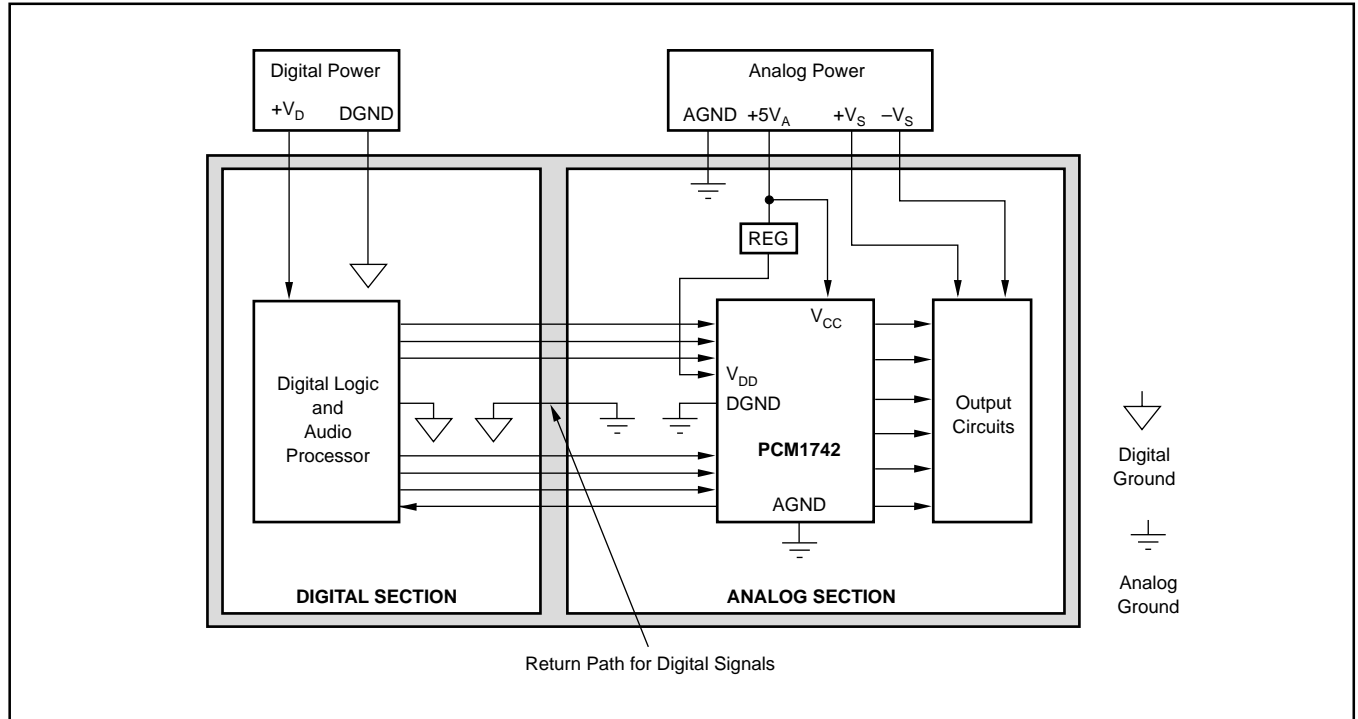 Digital Power
+VD DGND
Analog Power
AGND +5VA +VS –VS
REG
VCC
VDD
DGND
PCM1742
AGND
Digital Logic
and
Audio
Processor
Output
Circuits
DIGITAL SECTION
ANALOG SECTION
Return Path for Digital Signals
Digital
Ground
Analog
Ground